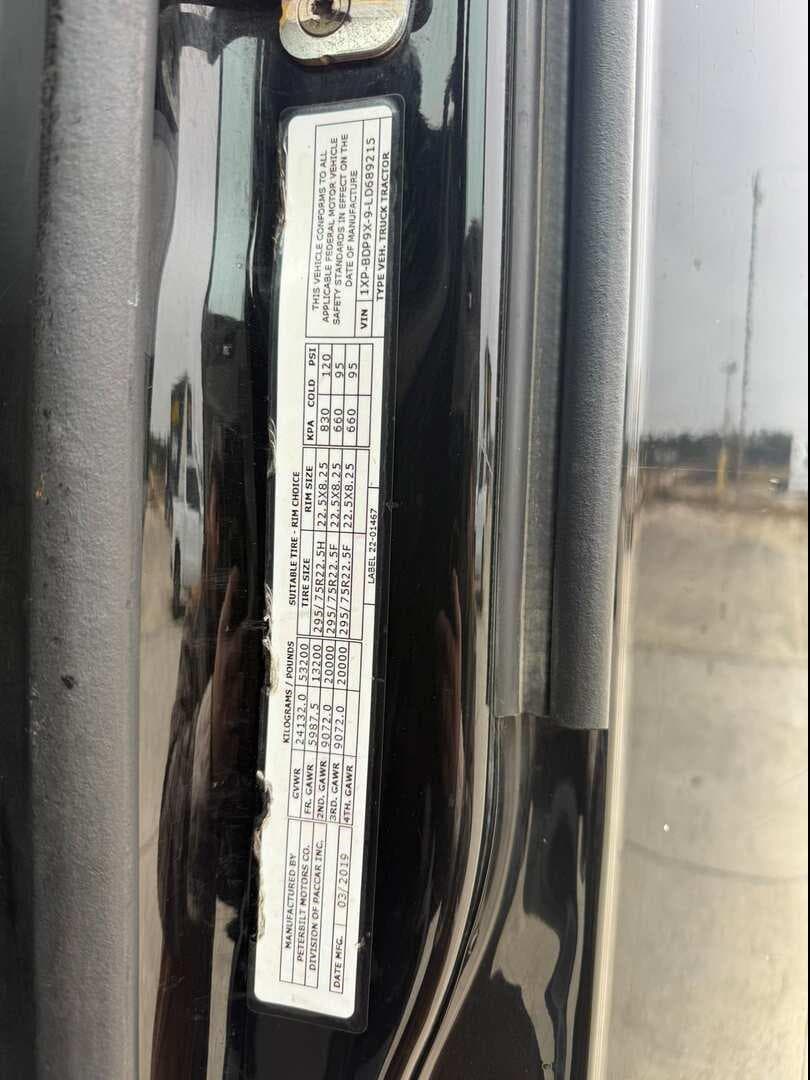 MANUFACTURED BY
PETERBILT MOTORS CO.
DIVISION OF PACCAR INC.
DATE MFG. 03/2019
KILOGRAMS / POUNDS
GVWR 24132.0 53200
FR. GAWR 5987.5 13200
2ND. GAWR 9072.0 20000
3RD. GAWR 9072.0 20000
4TH. GAWR
SUITABLE TIRE - RIM CHOICE
TIRE SIZE RIM SIZE KPA COLD PSI
295/75R22.5H 22.5X8.25 830 120
295/75R22.5F 22.5X8.25 660 95
295/75R22.5F 22.5X8.25 660 95
LABEL 22-01467
THIS VEHICLE CONFORMS TO ALL
APPLICABLE FEDERAL MOTOR VEHICLE
SAFETY STANDARDS IN EFFECT ON THE
DATE OF MANUFACTURE
VIN 1XP-BDP9X-9-LD689215
TYPE VEH. TRUCK TRACTOR